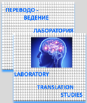 ПЕРЕВОДО -
ВЕДЕНИЕ
ЛАБОРАТОРИЯ
LABORATORY
TRANSLATION
STUDIES